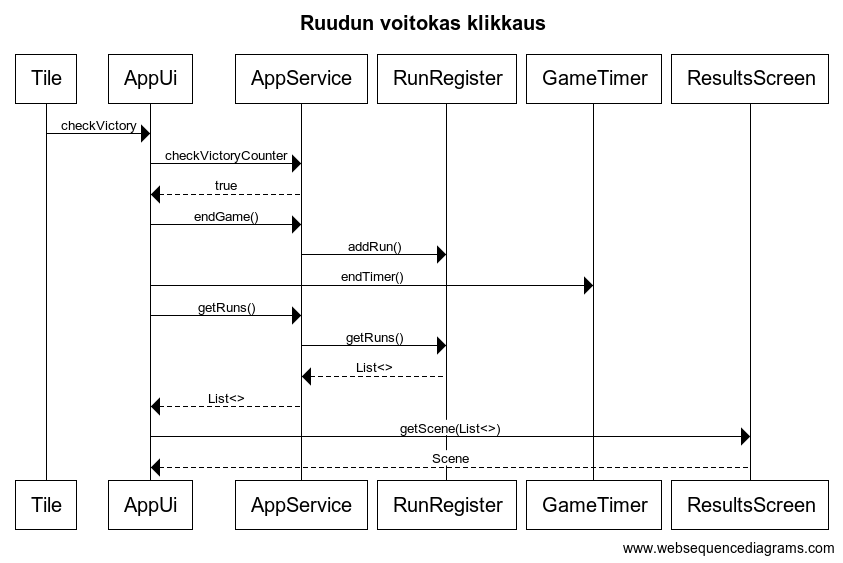 Ruudun voitokas klikkaus
Tile AppUi AppService RunRegister GameTimer ResultsScreen
checkVictory
checkVictoryCounter
true
endGame()
addRun()
endTimer()
getRuns()
getRuns()
List<>
List<>
getScene(List<>)
Scene
Tile AppUi AppService RunRegister GameTimer ResultsScreen
www.websequencediagrams.com